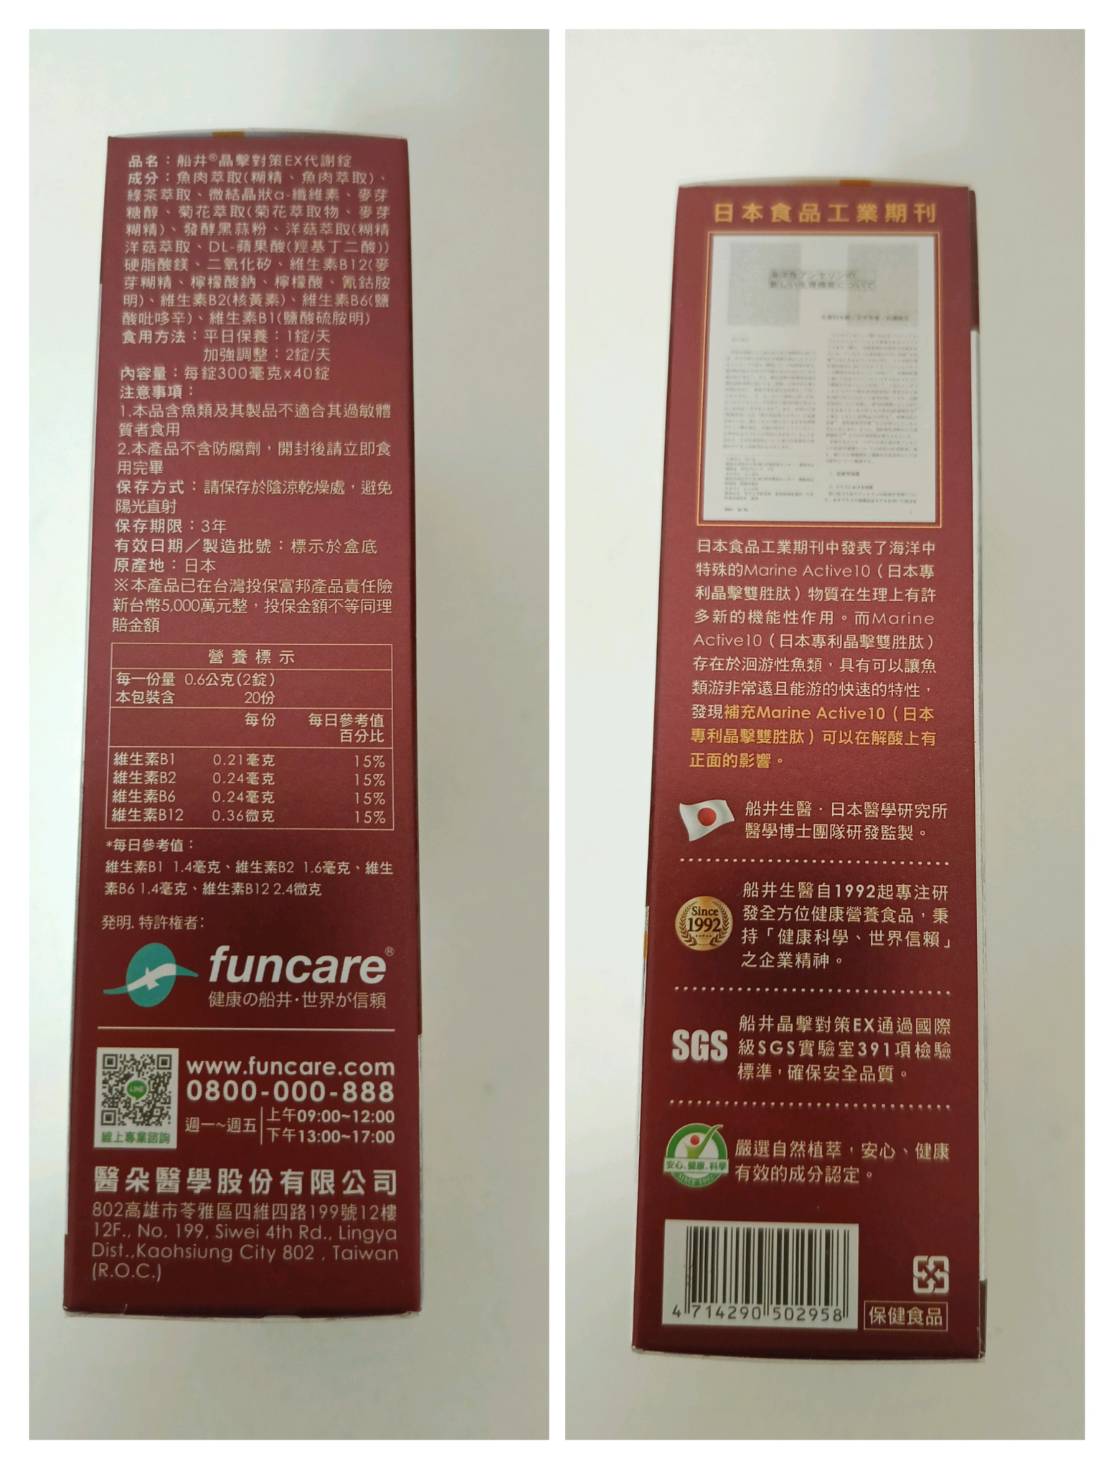 品名：船井®晶擊對策EX代謝錠
成分：魚肉萃取(糊精、魚肉萃取)、
綠茶萃取、微結晶狀α-纖維素、麥芽
糖醇、菊花萃取(菊花萃取物、麥芽
糊精)、發酵黑蒜粉、洋菇萃取(糊精
洋菇萃取、DL-蘋果酸(羥基丁二酸))
硬脂酸鎂、二氧化矽、維生素B12(麥
芽糊精、檸檬酸鈉、檸檬酸、氰鈷胺
明)、維生素B2(核黃素)、維生素B6(鹽
酸吡哆辛)、維生素B1(鹽酸硫胺明)
食用方法：平日保養：1錠/天
加強調整：2錠/天
內容量：每錠300毫克x40錠
注意事項：
1.本品含魚類及其製品不適合其過敏體
質者食用
2.本產品不含防腐劑，開封後請立即食
用完畢
保存方式：請保存於陰涼乾燥處，避免
陽光直射
保存期限：3年
有效日期／製造批號：標示於盒底
原產地：日本
※本產品已在台灣投保富邦產品責任險
新台幣5,000萬元整，投保金額不等同理
賠金額
營養標示
每一份量 0.6公克(2錠)
本包裝含 20份
每份 每日參考值
百分比
維生素B1 0.21毫克 15%
維生素B2 0.24毫克 15%
維生素B6 0.24毫克 15%
維生素B12 0.36微克 15%
*每日參考值：
維生素B1 1.4毫克、維生素B2 1.6毫克、維生
素B6 1.4毫克、維生素B12 2.4微克
発明. 特許権者:
funcare®
健康の船井･世界が信頼
LINE
線上專業諮詢
www.funcare.com
0800-000-888
週一～週五
上午09:00~12:00
下午13:00~17:00
醫朵醫學股份有限公司
802高雄市苓雅區四維四路199號12樓
12F., No. 199, Siwei 4th Rd., Lingya
Dist.,Kaohsiung City 802 , Taiwan
(R.O.C.)
日本食品工業期刊
日本食品工業期刊中發表了海洋中
特殊的Marine Active10（日本專
利晶擊雙胜肽）物質在生理上有許
多新的機能性作用。而Marine
Active10（日本專利晶擊雙胜肽）
存在於洄游性魚類，具有可以讓魚
類游非常遠且能游的快速的特性，
發現補充Marine Active10（日本
專利晶擊雙胜肽）可以在解酸上有
正面的影響。
船井生醫．日本醫學研究所
醫學博士團隊研發監製。
Since
1992
船井生醫自1992起專注研
發全方位健康營養食品，秉
持「健康科學、世界信賴」
之企業精神。
SGS
船井晶擊對策EX通過國際
級SGS實驗室391項檢驗
標準，確保安全品質。
安心.健康.科學
嚴選自然植萃，安心、健康
有效的成分認定。
4 714290 502958
保健食品